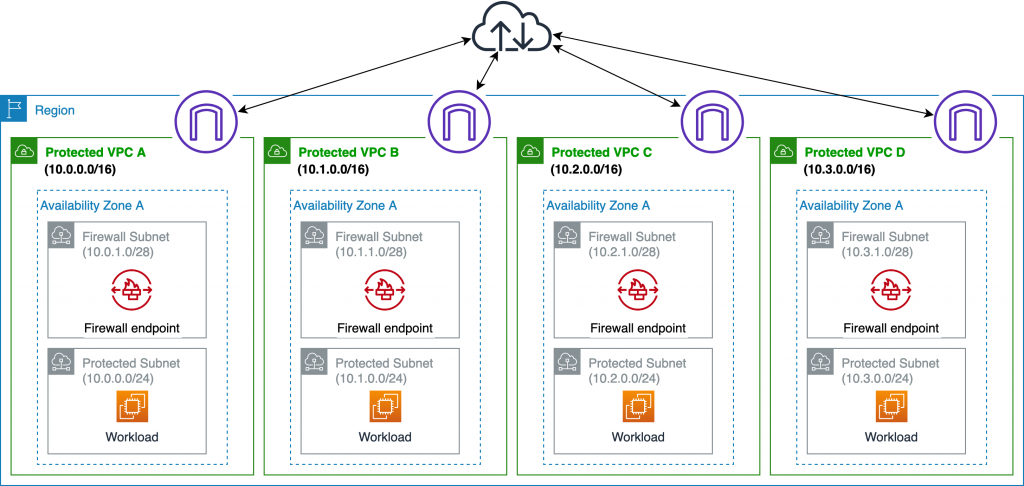 Region
Protected VPC A
(10.0.0.0/16)
Availability Zone A
Firewall Subnet
(10.0.1.0/28)
Firewall endpoint
Protected Subnet
(10.0.0.0/24)
Workload
Protected VPC B
(10.1.0.0/16)
Availability Zone A
Firewall Subnet
(10.1.1.0/28)
Firewall endpoint
Protected Subnet
(10.1.0.0/24)
Workload
Protected VPC C
(10.2.0.0/16)
Availability Zone A
Firewall Subnet
(10.2.1.0/28)
Firewall endpoint
Protected Subnet
(10.2.0.0/24)
Workload
Protected VPC D
(10.3.0.0/16)
Availability Zone A
Firewall Subnet
(10.3.1.0/28)
Firewall endpoint
Protected Subnet
(10.3.0.0/24)
Workload